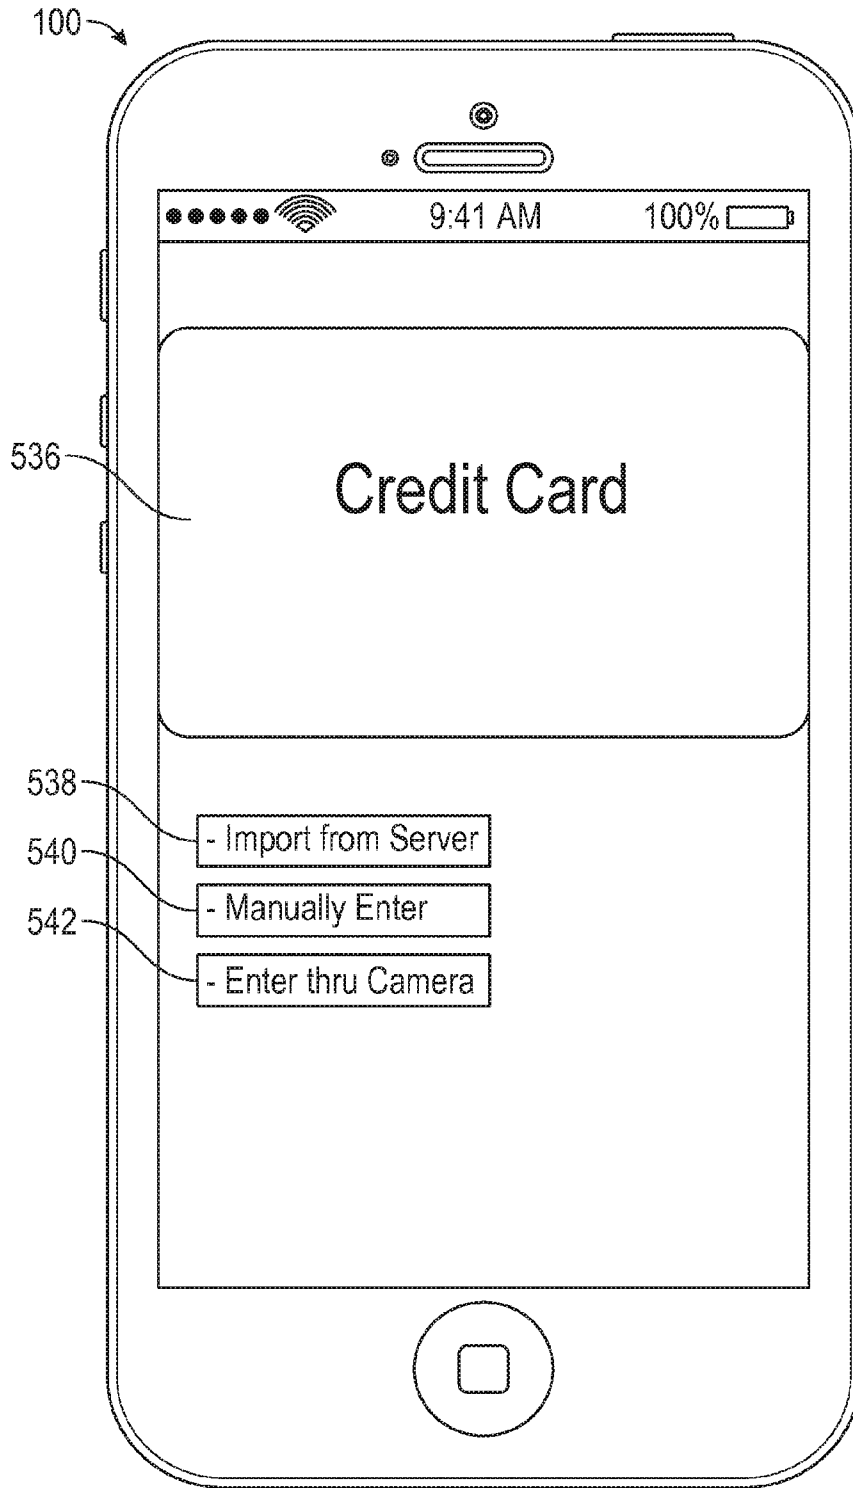 100
9:41 AM 100%
536
Credit Card
538
- Import from Server
540
- Manually Enter
542
- Enter thru Camera